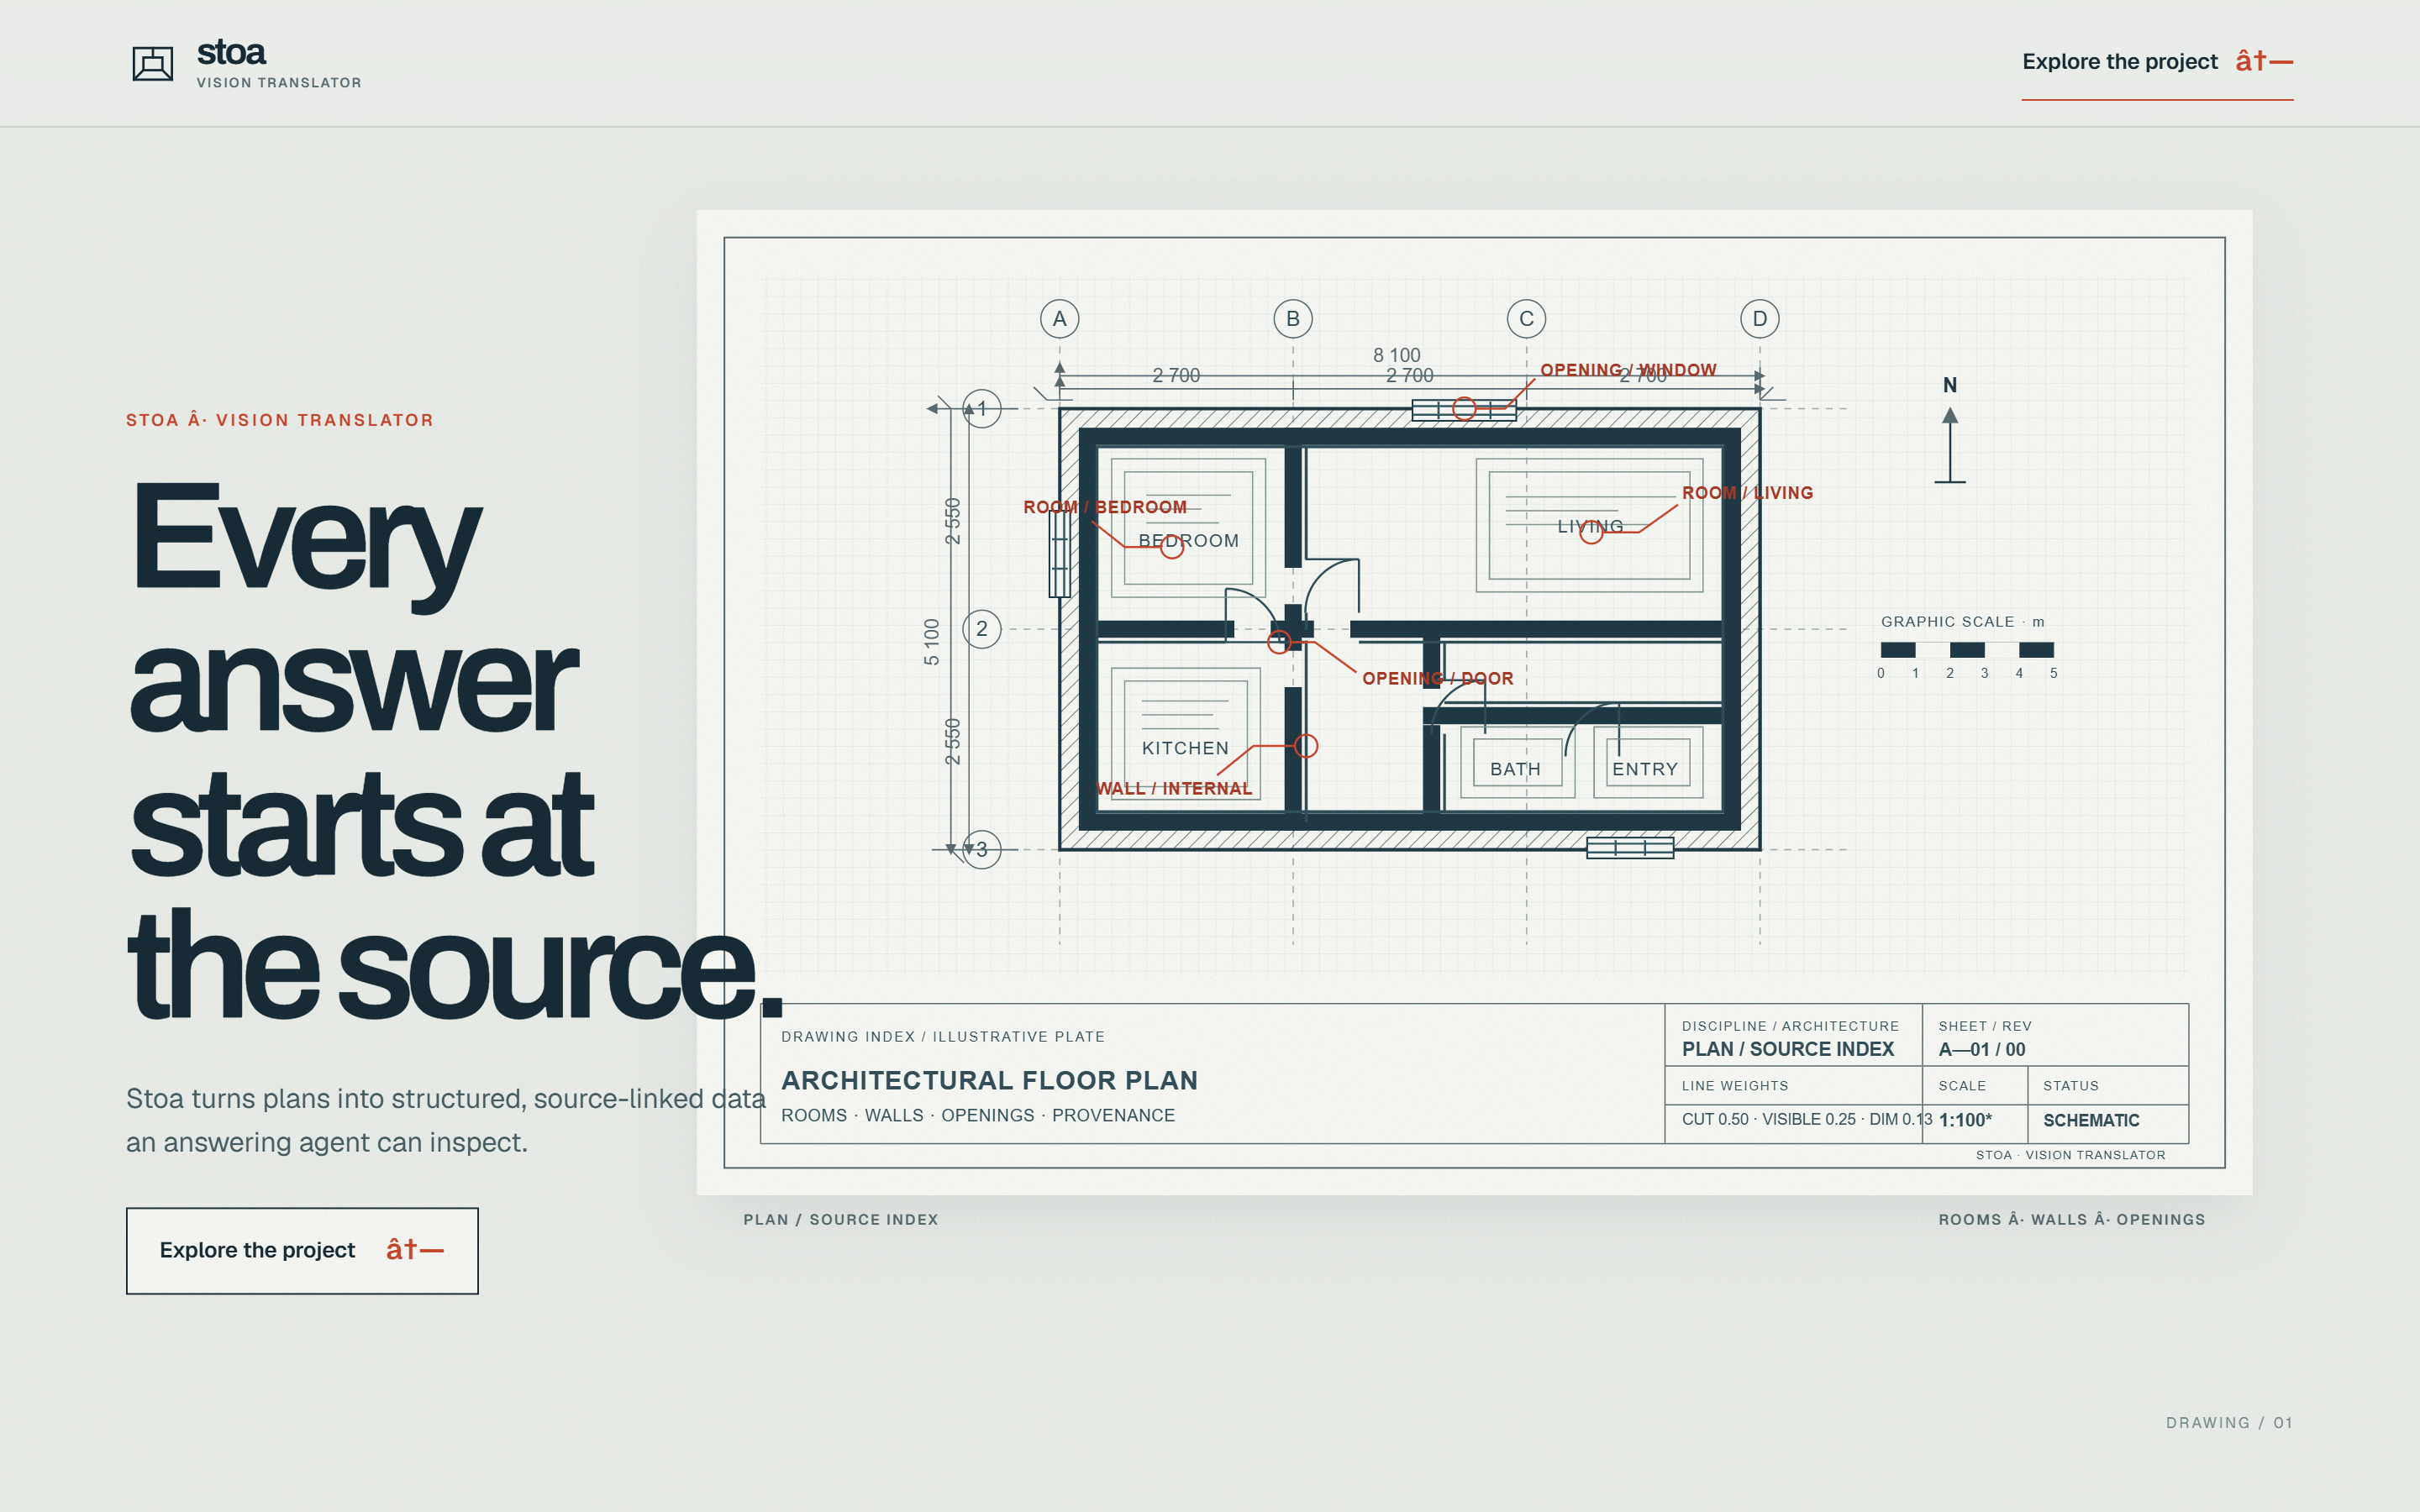 stoa
VISION TRANSLATOR
Explore the project â†—
STOA Â· VISION TRANSLATOR
Every
answer
starts at
the source.
Stoa turns plans into structured, source-linked data
an answering agent can inspect.
Explore the project â†—
A
B
C
D
8 100
2 700
2 700
2 700
OPENING / WINDOW
N
1
2
3
2 550
5 100
2 550
ROOM / BEDROOM
BEDROOM
ROOM / LIVING
LIVING
OPENING / DOOR
KITCHEN
WALL / INTERNAL
BATH
ENTRY
GRAPHIC SCALE · m
0 1 2 3 4 5
DRAWING INDEX / ILLUSTRATIVE PLATE
ARCHITECTURAL FLOOR PLAN
ROOMS · WALLS · OPENINGS · PROVENANCE
DISCIPLINE / ARCHITECTURE
PLAN / SOURCE INDEX
SHEET / REV
A—01 / 00
LINE WEIGHTS
CUT 0.50 · VISIBLE 0.25 · DIM 0.13
SCALE
1:100*
STATUS
SCHEMATIC
STOA · VISION TRANSLATOR
PLAN / SOURCE INDEX
ROOMS Â· WALLS Â· OPENINGS
DRAWING / 01